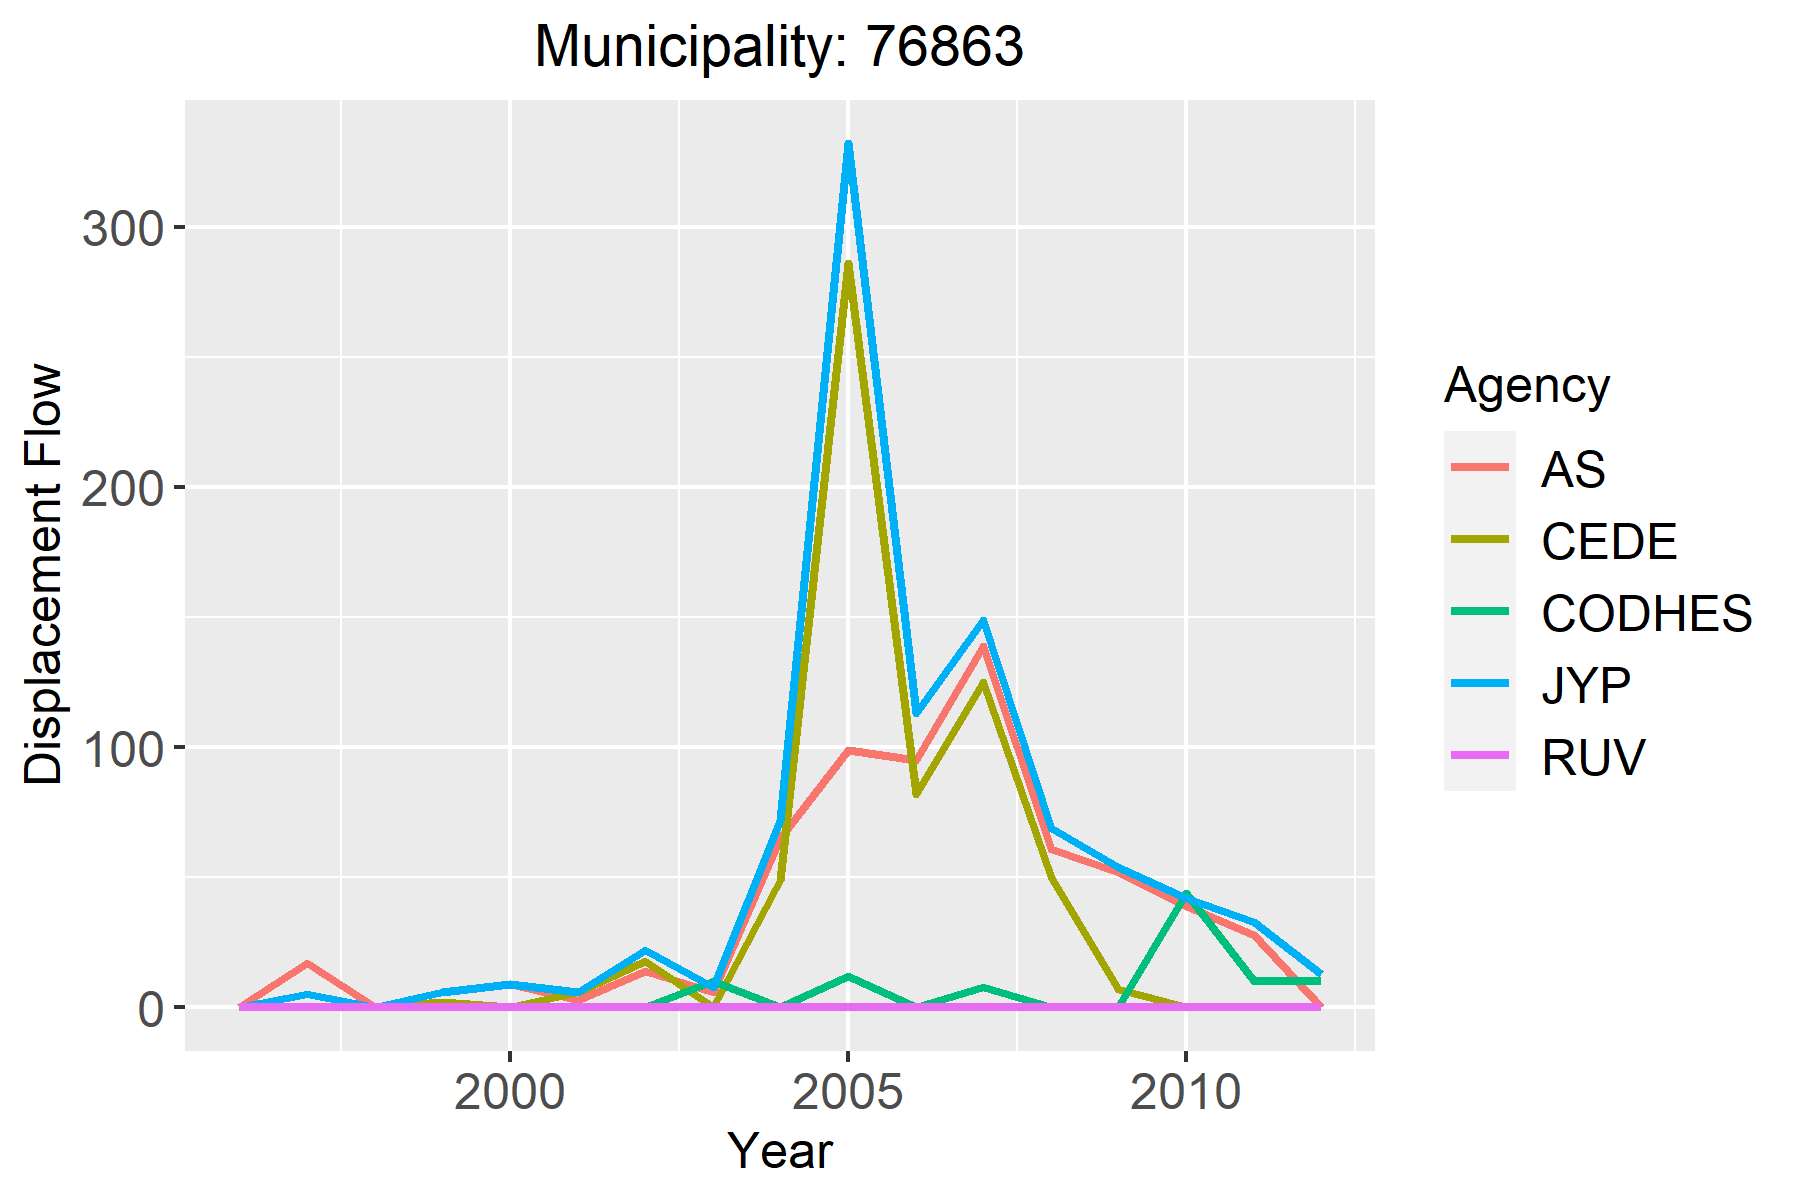 Municipality: 76863
Displacement Flow
300
200
100
0
2000 2005 2010
Year
Agency
AS
CEDE
CODHES
JYP
RUV